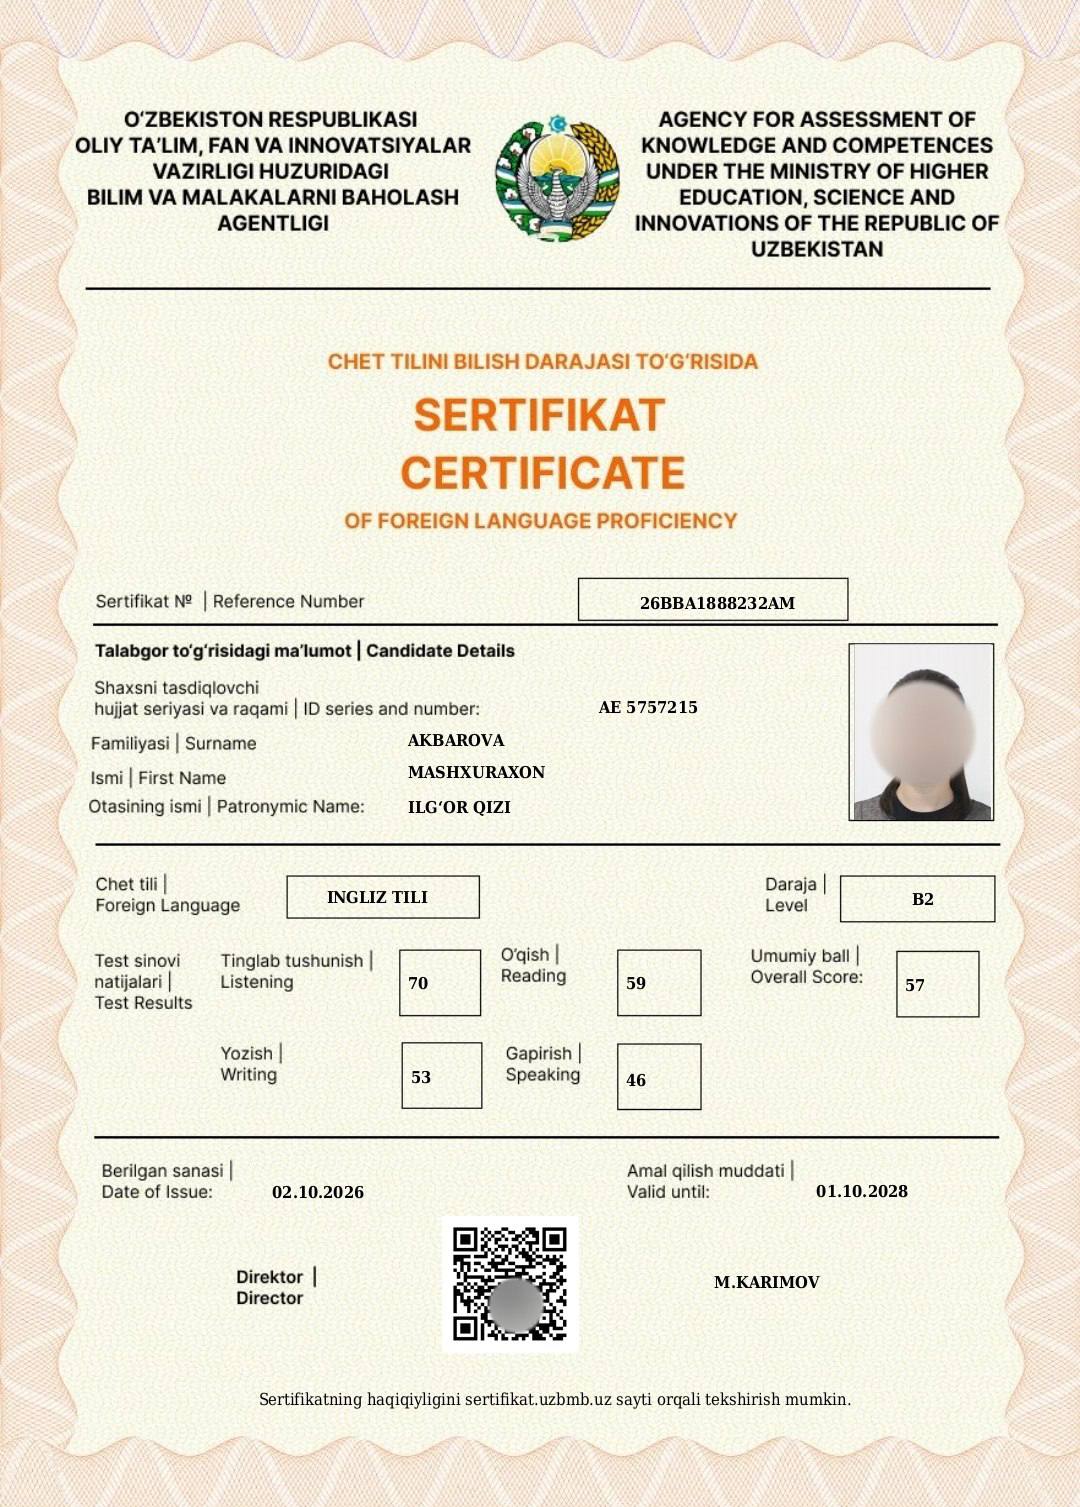 O‘ZBEKISTON RESPUBLIKASI
OLIY TA’LIM, FAN VA INNOVATSIYALAR
VAZIRLIGI HUZURIDAGI
BILIM VA MALAKALARNI BAHOLASH
AGENTLIGI
AGENCY FOR ASSESSMENT OF
KNOWLEDGE AND COMPETENCES
UNDER THE MINISTRY OF HIGHER
EDUCATION, SCIENCE AND
INNOVATIONS OF THE REPUBLIC OF
UZBEKISTAN
CHET TILINI BILISH DARAJASI TO‘G‘RISIDA
SERTIFIKAT
CERTIFICATE
OF FOREIGN LANGUAGE PROFICIENCY
Sertifikat № | Reference Number
26BBA1888232AM
Talabgor to‘g‘risidagi ma’lumot | Candidate Details
Shaxsni tasdiqlovchi
hujjat seriyasi va raqami | ID series and number:
AE 5757215
Familiyasi | Surname
AKBAROVA
Ismi | First Name
MASHXURAXON
Otasining ismi | Patronymic Name:
ILG‘OR QIZI
Chet tili |
Foreign Language
INGLIZ TILI
Daraja |
Level
B2
Test sinovi
natijalari |
Test Results
Tinglab tushunish |
Listening
70
O‘qish |
Reading
59
Umumiy ball |
Overall Score:
57
Yozish |
Writing
53
Gapirish |
Speaking
46
Berilgan sanasi |
Date of Issue:
02.10.2026
Amal qilish muddati |
Valid until:
01.10.2028
Direktor |
Director
M.KARIMOV
Sertifikatning haqiqiyligini sertifikat.uzbmb.uz sayti orqali tekshirish mumkin.